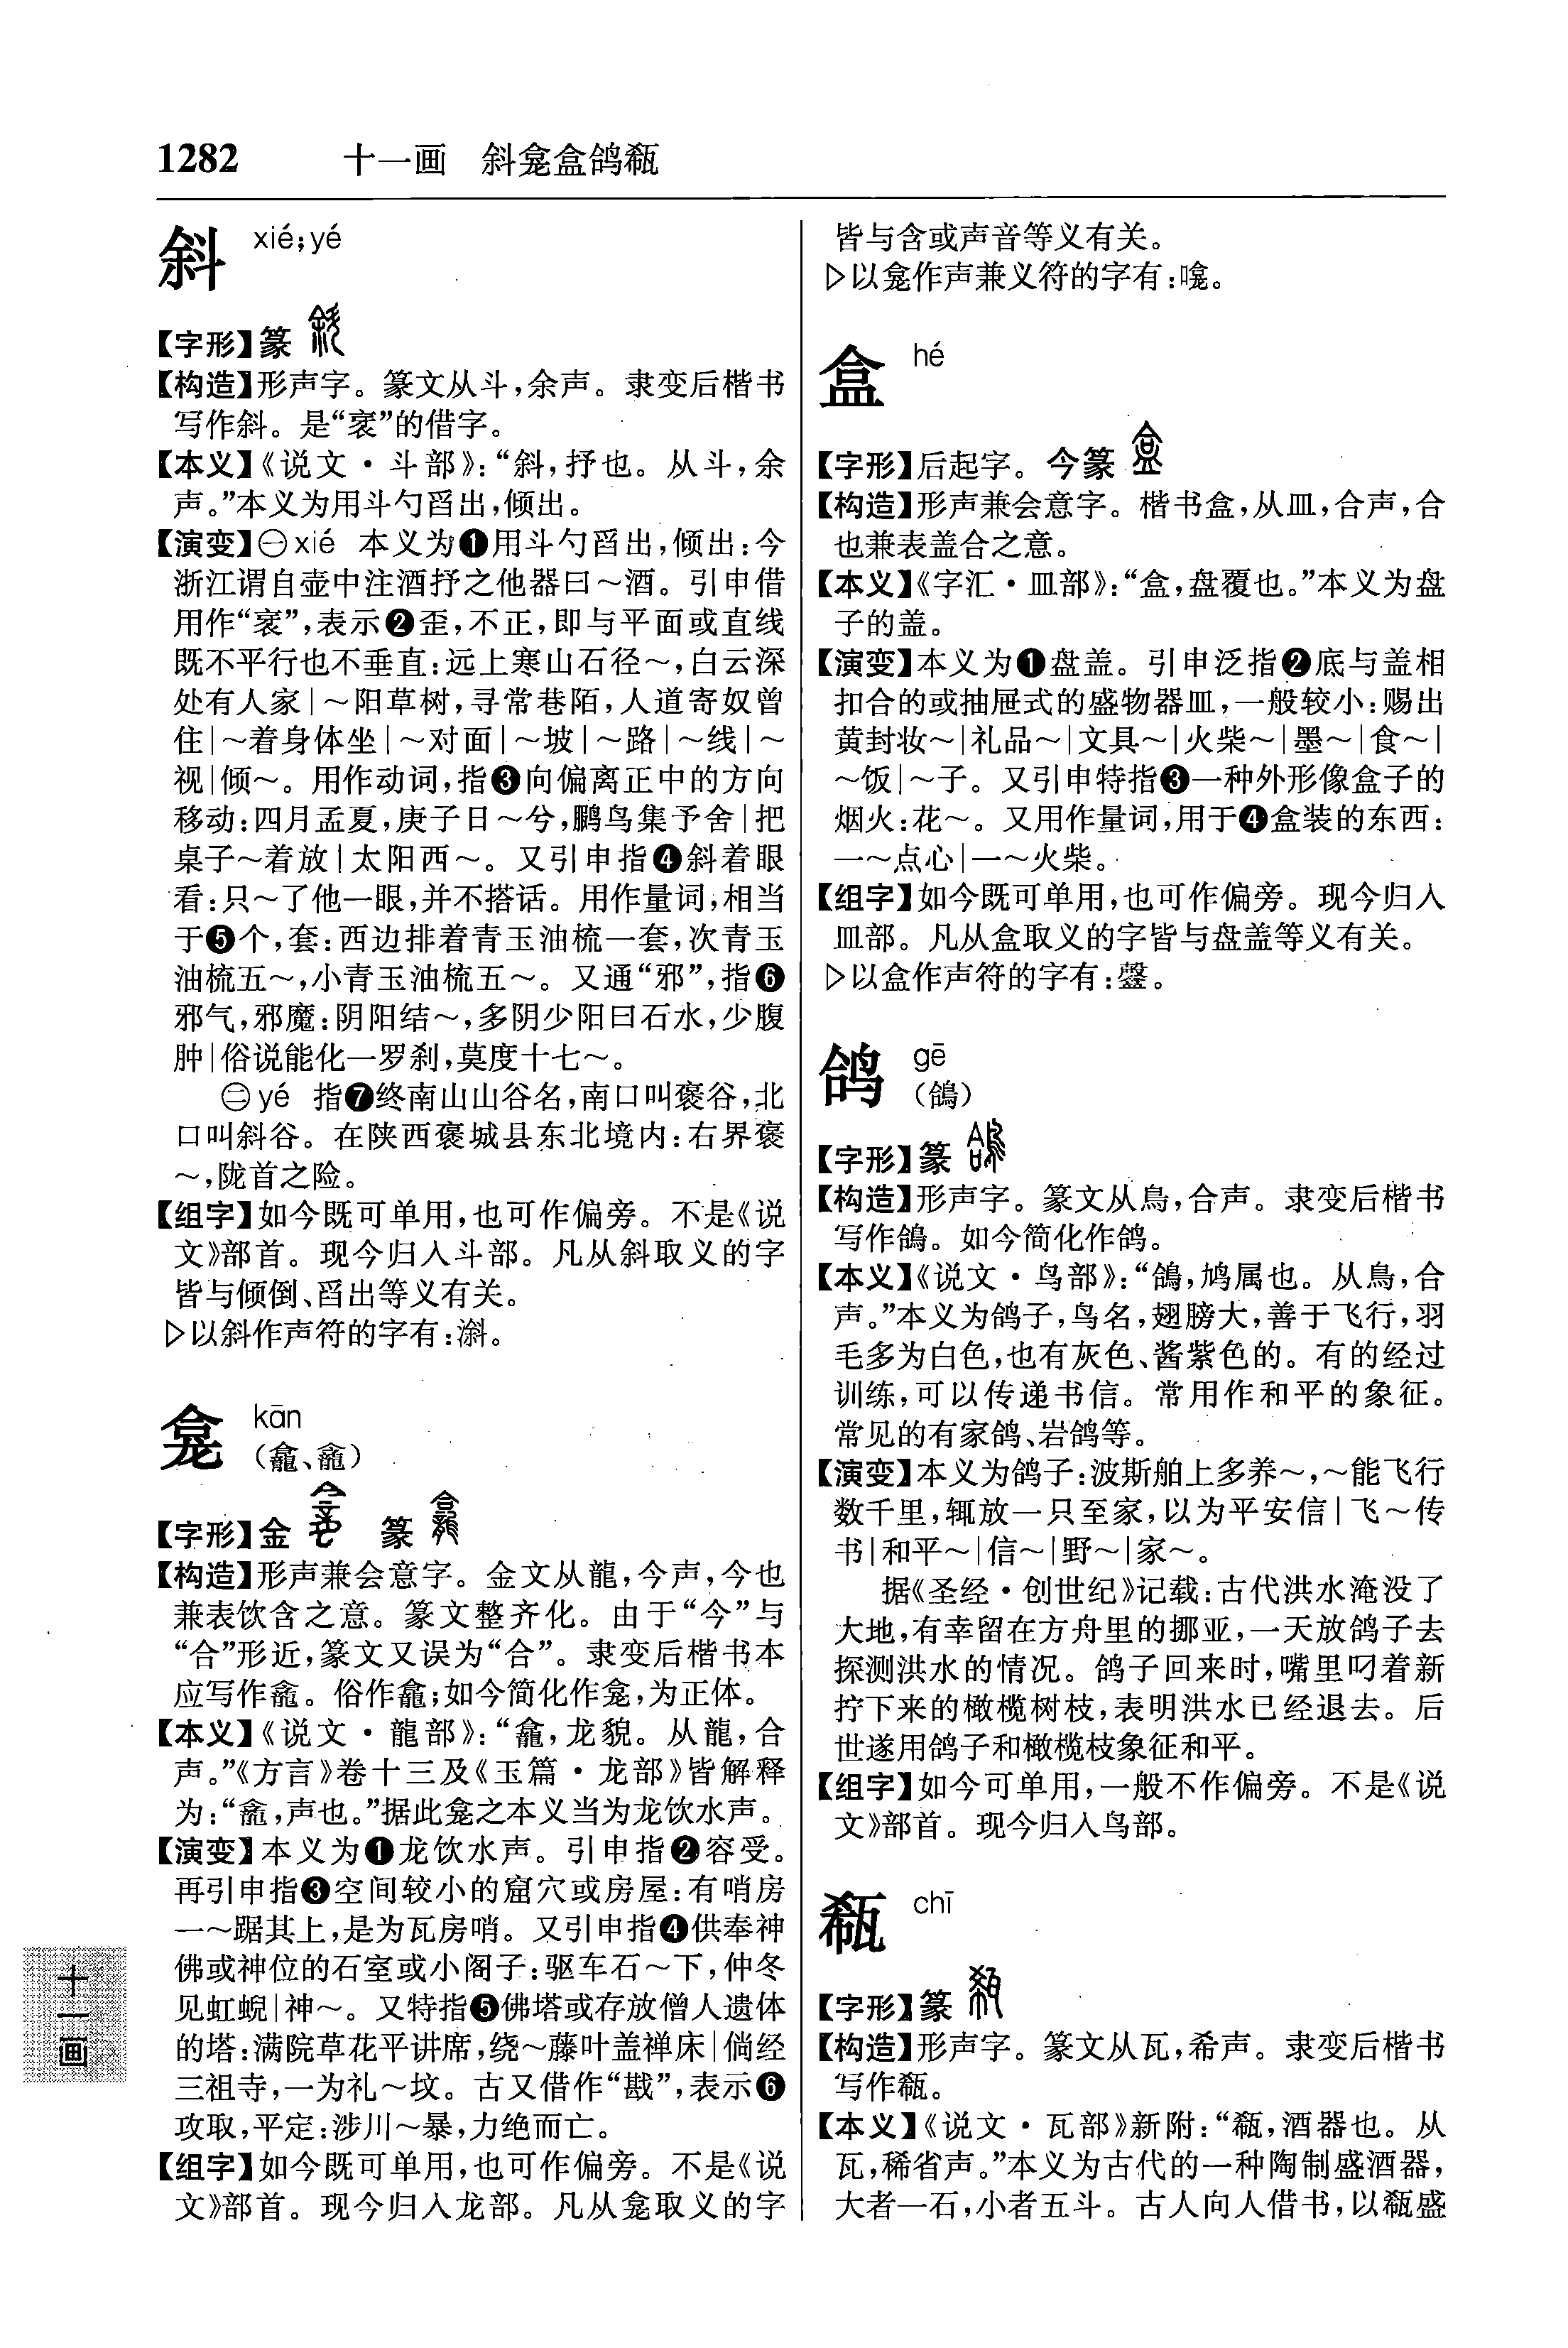 1282 十一画 斜龛盒鸽瓻
斜 xié;yé
【字形】篆
【构造】形声字。篆文从斗,余声。隶变后楷书
写作斜。是“衺”的借字。
【本义】《说文·斗部》:“斜,抒也。从斗,余
声。”本义为用斗勺舀出,倾出。
【演变】㊀xié 本义为❶用斗勺舀出,倾出:今
浙江谓自壶中注酒抒之他器曰~酒。引申借
用作“衺”,表示❷歪,不正,即与平面或直线
既不平行也不垂直:远上寒山石径~,白云深
处有人家|~阳草树,寻常巷陌,人道寄奴曾
住|~着身体坐|~对面|~坡|~路|~线|~
视|倾~。用作动词,指❸向偏离正中的方向
移动:四月孟夏,庚子日~兮,鹏鸟集予舍|把
桌子~着放|太阳西~。又引申指❹斜着眼
看:只~了他一眼,并不搭话。用作量词,相当
于❺个,套:西边排着青玉油梳一套,次青玉
油梳五~,小青玉油梳五~。又通“邪”,指❻
邪气,邪魔:阴阳结~,多阴少阳曰石水,少腹
肿|俗说能化一罗刹,莫度十七~。
㊁yé 指❼终南山山谷名,南口叫褒谷,北
口叫斜谷。在陕西褒城县东北境内:右界褒
~,陇首之险。
【组字】如今既可单用,也可作偏旁。不是《说
文》部首。现今归入斗部。凡从斜取义的字
皆与倾倒、舀出等义有关。
▷以斜作声符的字有:澣。
龛 kān
(龕、龕)
【字形】金 篆
【构造】形声兼会意字。金文从龍,今声,今也
兼表饮含之意。篆文整齐化。由于“今”与
“合”形近,篆文又误为“合”。隶变后楷书本
应写作龕。俗作龕;如今简化作龛,为正体。
【本义】《说文·龍部》:“龕,龙貌。从龍,合
声。”《方言》卷十三及《玉篇·龙部》皆解释
为:“龕,声也。”据此龛之本义当为龙饮水声。
【演变】本义为❶龙饮水声。引申指❷容受。
再引申指❸空间较小的窟穴或房屋:有哨房
一~踞其上,是为瓦房哨。又引申指❹供奉神
佛或神位的石室或小阁子:驱车石~下,仲冬
见虹蜺|神~。又特指❺佛塔或存放僧人遗体
的塔:满院草花平讲席,绕~藤叶盖禅床|倘经
三祖寺,一为礼~坟。古又借作“戡”,表示❻
攻取,平定:涉川~暴,力绝而亡。
【组字】如今既可单用,也可作偏旁。不是《说
文》部首。现今归入龙部。凡从龛取义的字
皆与含或声音等义有关。
▷以龛作声兼义符的字有:嗋。
盒 hé
【字形】后起字。今篆
【构造】形声兼会意字。楷书盒,从皿,合声,合
也兼表盖合之意。
【本义】《字汇·皿部》:“盒,盘覆也。”本义为盘
子的盖。
【演变】本义为❶盘盖。引申泛指❷底与盖相
扣合的或抽屉式的盛物器皿,一般较小:赐出
黄封妆~|礼品~|文具~|火柴~|墨~|食~|
~饭|~子。又引申特指❸一种外形像盒子的
烟火:花~。又用作量词,用于❹盒装的东西:
一~点心|一~火柴。
【组字】如今既可单用,也可作偏旁。现今归入
皿部。凡从盒取义的字皆与盘盖等义有关。
▷以盒作声符的字有:
鸽 gē
(鴿)
【字形】篆
【构造】形声字。篆文从鳥,合声。隶变后楷书
写作鴿。如今简化作鸽。
【本义】《说文·鸟部》:“鴿,鸠属也。从鳥,合
声。”本义为鸽子,鸟名,翅膀大,善于飞行,羽
毛多为白色,也有灰色、酱紫色的。有的经过
训练,可以传递书信。常用作和平的象征。
常见的有家鸽、岩鸽等。
【演变】本义为鸽子:波斯舶上多养~,~能飞行
数千里,辄放一只至家,以为平安信|飞~传
书|和平~|信~|野~|家~。
据《圣经·创世纪》记载:古代洪水淹没了
大地,有幸留在方舟里的挪亚,一天放鸽子去
探测洪水的情况。鸽子回来时,嘴里叼着新
拧下来的橄榄树枝,表明洪水已经退去。后
世遂用鸽子和橄榄枝象征和平。
【组字】如今可单用,一般不作偏旁。不是《说
文》部首。现今归入鸟部。
瓻 chī
【字形】篆
【构造】形声字。篆文从瓦,希声。隶变后楷书
写作瓻。
【本义】《说文·瓦部》新附:“瓻,酒器也。从
瓦,稀省声。”本义为古代的一种陶制盛酒器,
大者一石,小者五斗。古人向人借书,以瓻盛
十一画